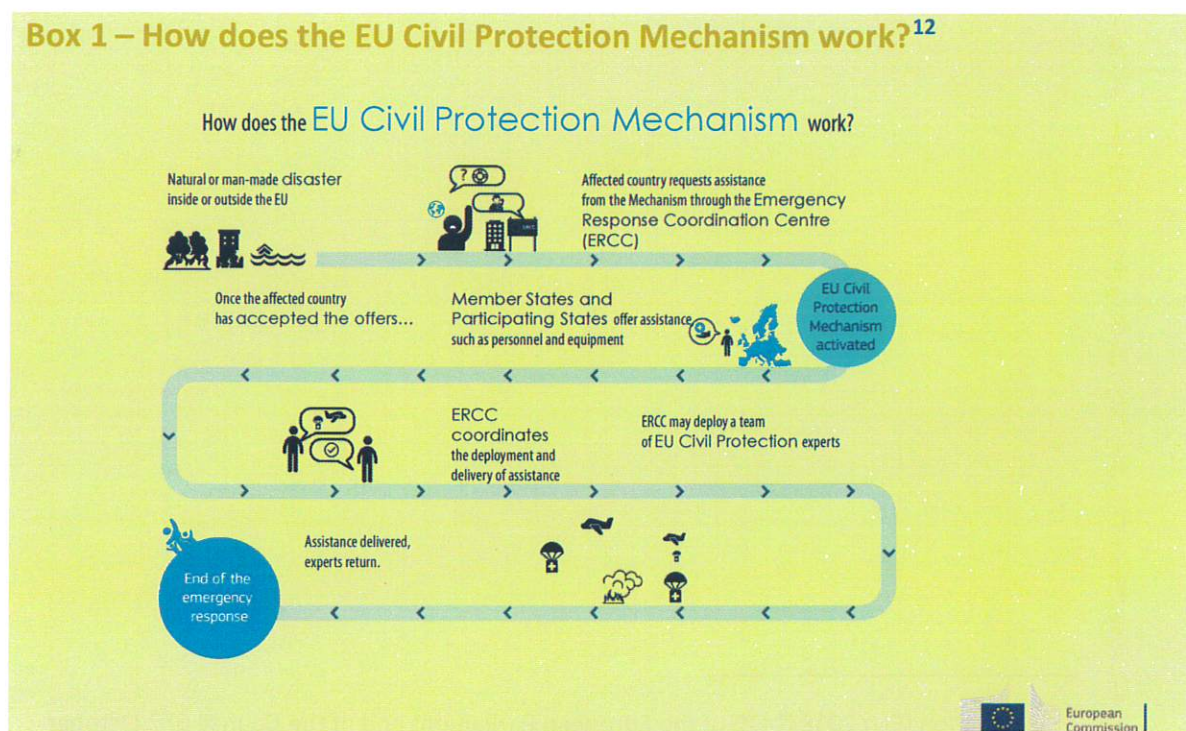 Box 1 – How does the EU Civil Protection Mechanism work?12
How does the EU Civil Protection Mechanism work?
Natural or man-made disaster
inside or outside the EU
? 
ERCC
Affected country requests assistance
from the Mechanism through the Emergency
Response Coordination Centre
(ERCC)
EU Civil
Protection
Mechanism
activated
Member States and
Participating States offer assistance
such as personnel and equipment
Once the affected country
has accepted the offers...
ERCC
coordinates
the deployment and
delivery of assistance
ERCC may deploy a team
of EU Civil Protection experts
Assistance delivered,
experts return.
End of the
emergency
response
European
Commission